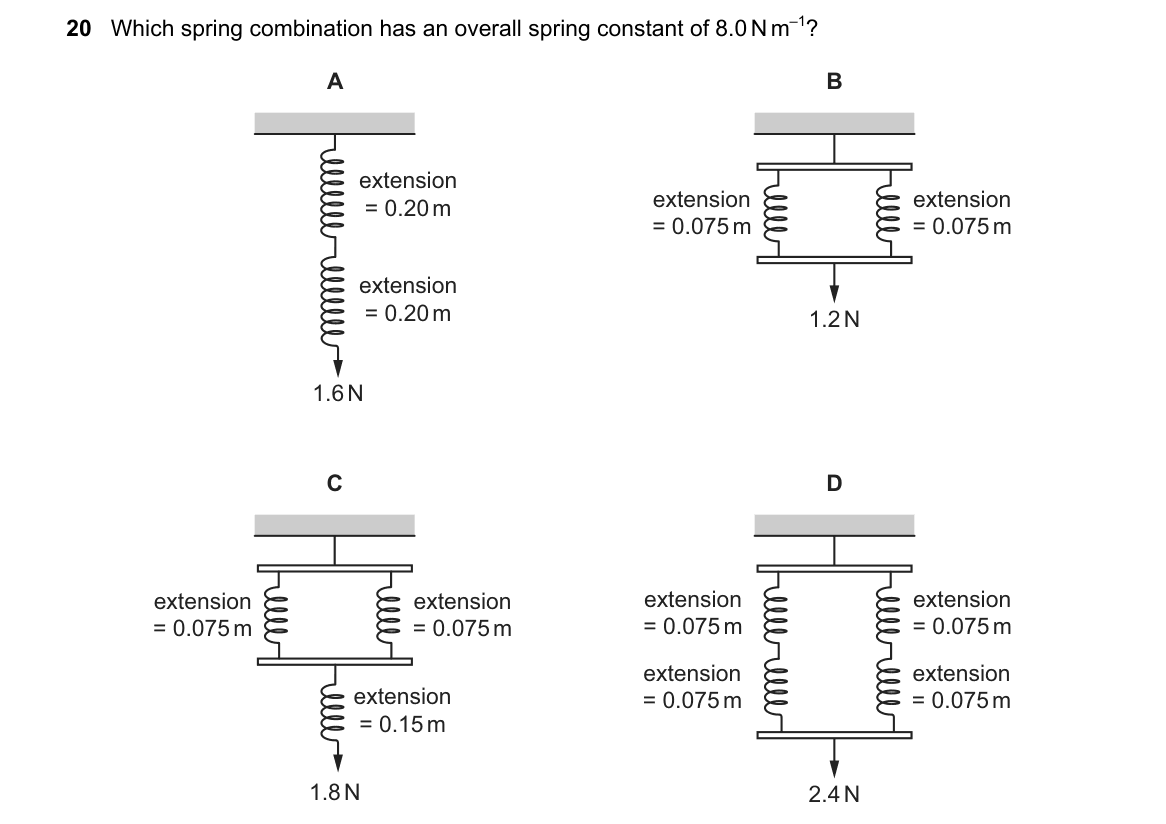 20 Which spring combination has an overall spring constant of 8.0 N m⁻¹?
A
extension
= 0.20 m
extension
= 0.20 m
1.6 N
B
extension
= 0.075 m
extension
= 0.075 m
1.2 N
C
extension
= 0.075 m
extension
= 0.075 m
extension
= 0.15 m
1.8 N
D
extension
= 0.075 m
extension
= 0.075 m
extension
= 0.075 m
extension
= 0.075 m
2.4 N